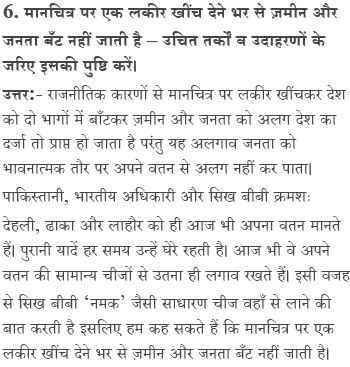 6. मानचित्र पर एक लकीर खींच देने भर से ज़मीन और
जनता बँट नहीं जाती है – उचित तर्कों व उदाहरणों के
जरिए इसकी पुष्टि करें।
उत्तर:- राजनीतिक कारणों से मानचित्र पर लकीर खींचकर देश
को दो भागों में बाँटकर ज़मीन और जनता को अलग देश का
दर्जा तो प्राप्त हो जाता है परंतु यह अलगाव जनता को
भावनात्मक तौर पर अपने वतन से अलग नहीं कर पाता।
पाकिस्तानी, भारतीय अधिकारी और सिख बीबी क्रमशः
देहली, ढाका और लाहौर को ही आज भी अपना वतन मानते
हैं। पुरानी यादें हर समय उन्हें घेरे रहती है। आज भी वे अपने
वतन की सामान्य चीजों से उतना ही लगाव रखते हैं। इसी वजह
से सिख बीबी ‘नमक’ जैसी साधारण चीज वहाँ से लाने की
बात करती है इसलिए हम कह सकते हैं कि मानचित्र पर एक
लकीर खींच देने भर से ज़मीन और जनता बँट नहीं जाती है।